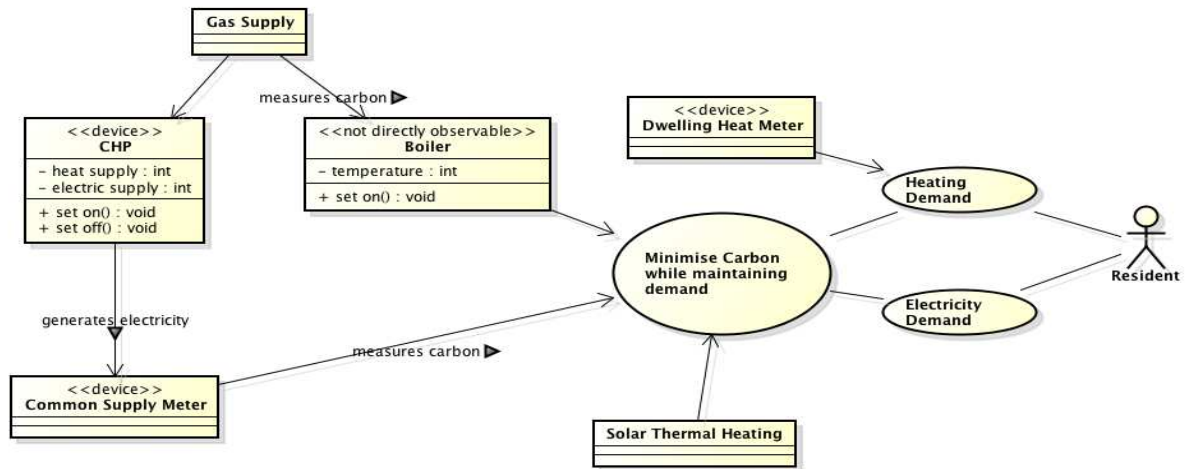 Gas Supply
measures carbon
<<device>>
CHP
- heat supply : int
- electric supply : int
+ set on() : void
+ set off() : void
<<not directly observable>>
Boiler
- temperature : int
+ set on() : void
<<device>>
Dwelling Heat Meter
Heating
Demand
Minimise Carbon
while maintaining
demand
Resident
Electricity
Demand
generates electricity
measures carbon
<<device>>
Common Supply Meter
Solar Thermal Heating